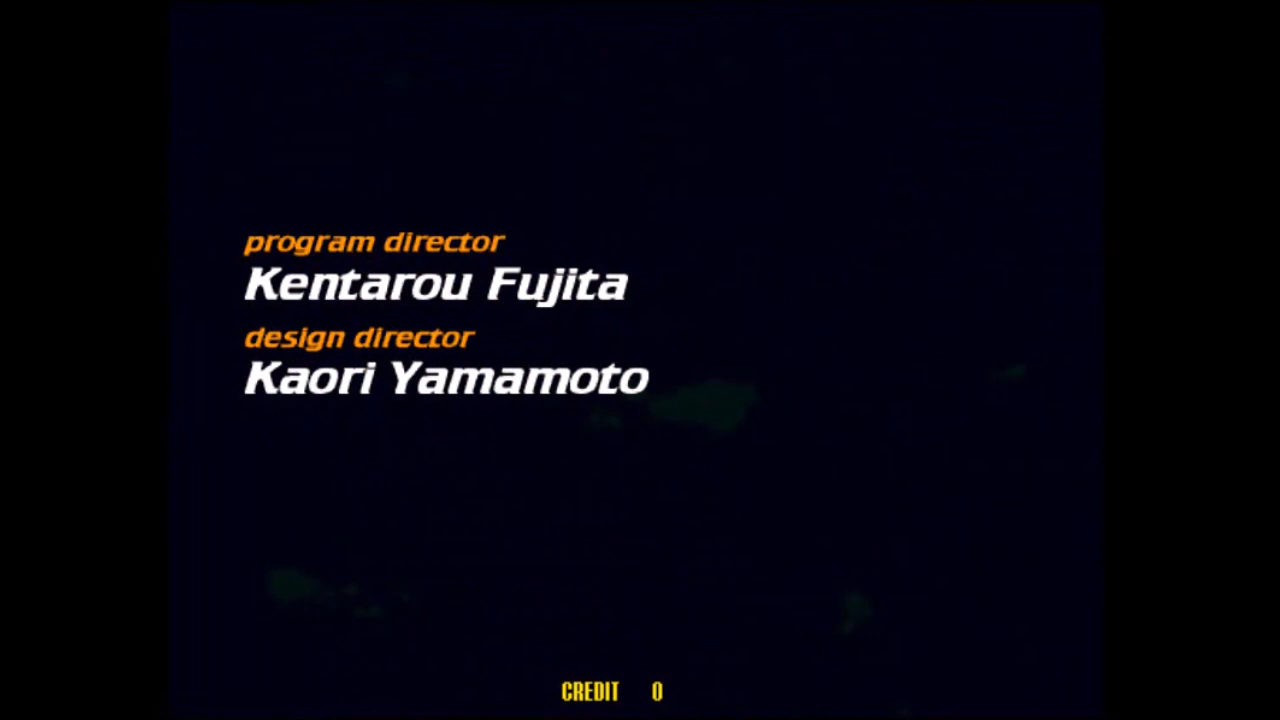 program director
Kentarou Fujita
design director
Kaori Yamamoto
CREDIT 0